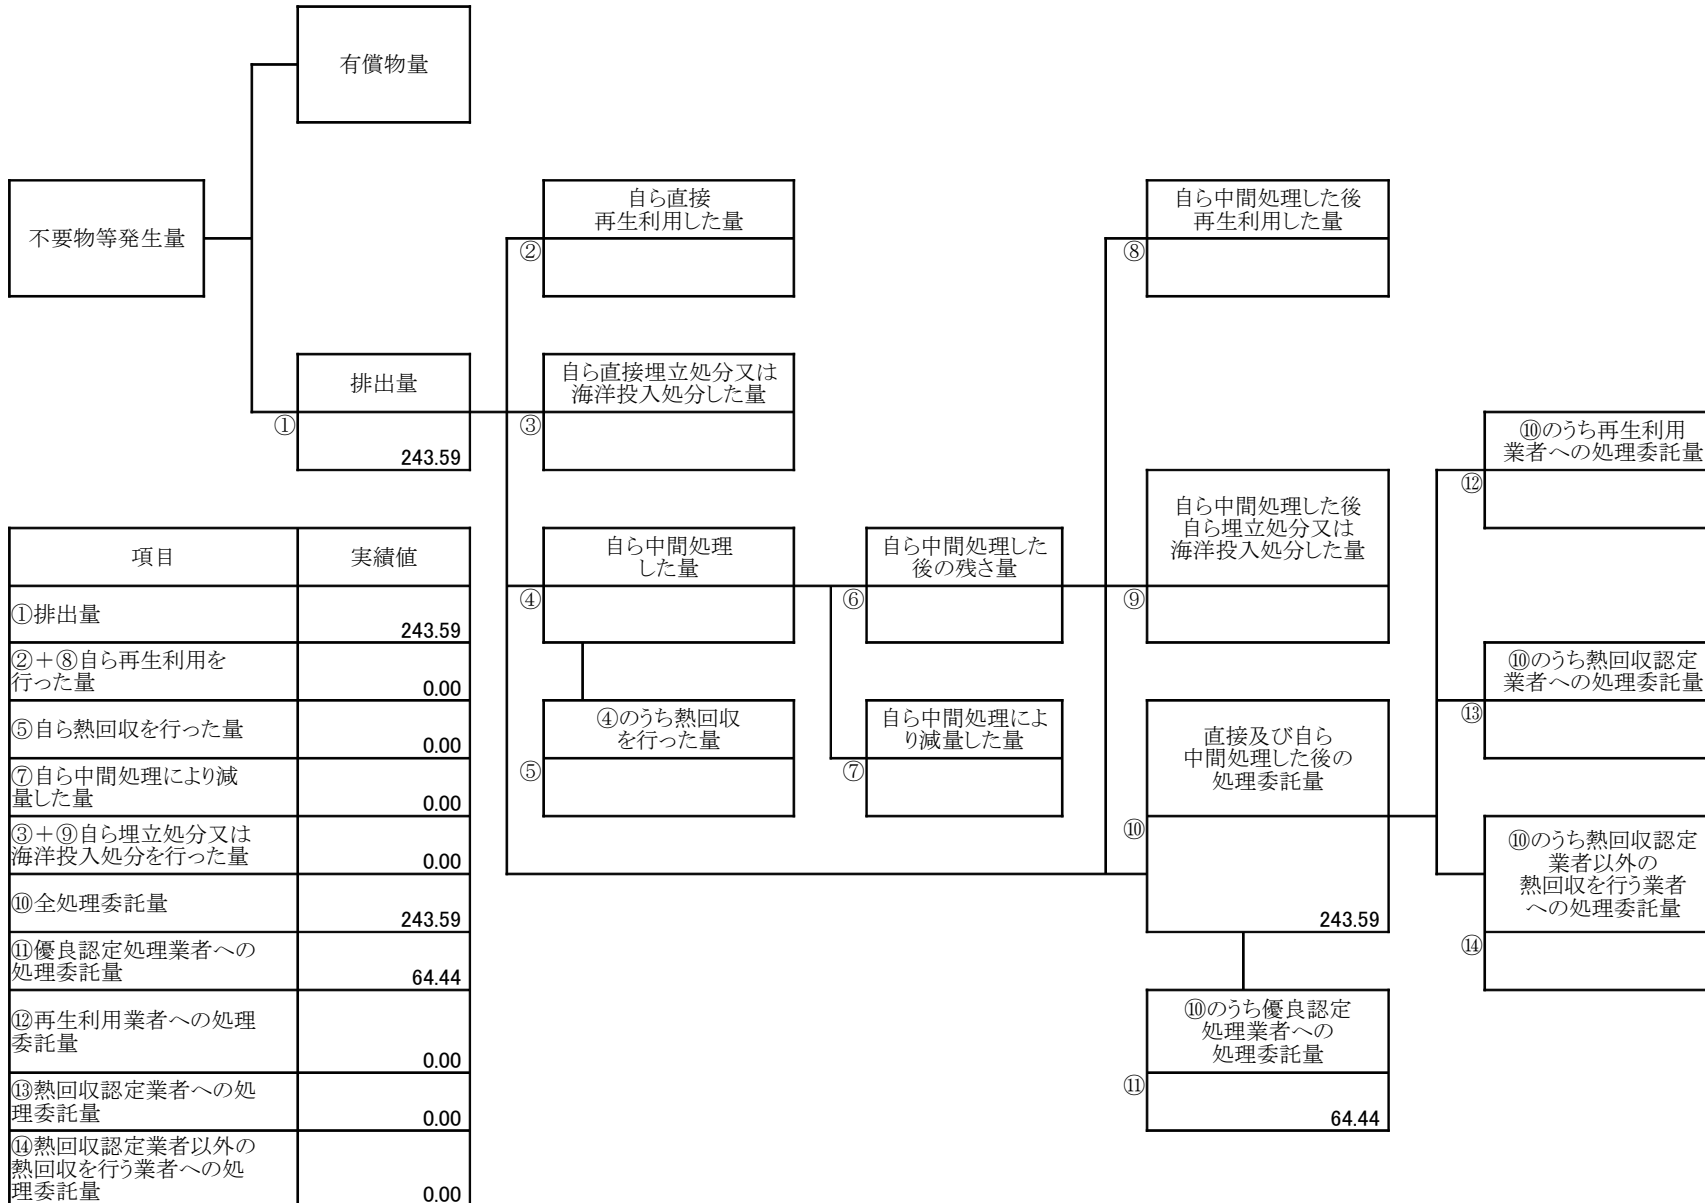 有償物量
不要物等発生量
自ら直接
再生利用した量
②
自ら中間処理した後
再生利用した量
⑧
排出量
①
243.59
自ら直接埋立処分又は
海洋投入処分した量
③
⑩のうち再生利用
業者への処理委託量
⑫
自ら中間処理した後
自ら埋立処分又は
海洋投入処分した量
⑨
自ら中間処理
した量
④
自ら中間処理した
後の残さ量
⑥
⑩のうち熱回収認定
業者への処理委託量
⑬
④のうち熱回収
を行った量
⑤
自ら中間処理によ
り減量した量
⑦
直接及び自ら
中間処理した後の
処理委託量
⑩
243.59
⑩のうち熱回収認定
業者以外の
熱回収を行う業者
への処理委託量
⑭
⑩のうち優良認定
処理業者への
処理委託量
⑪
64.44
項目
実績値
①排出量
243.59
②+⑧自ら再生利用を
行った量
0.00
⑤自ら熱回収を行った量
0.00
⑦自ら中間処理により減
量した量
0.00
③+⑨自ら埋立処分又は
海洋投入処分を行った量
0.00
⑩全処理委託量
243.59
⑪優良認定処理業者への
処理委託量
64.44
⑫再生利用業者への処理
委託量
0.00
⑬熱回収認定業者への処
理委託量
0.00
⑭熱回収認定業者以外の
熱回収を行う業者への処
理委託量
0.00